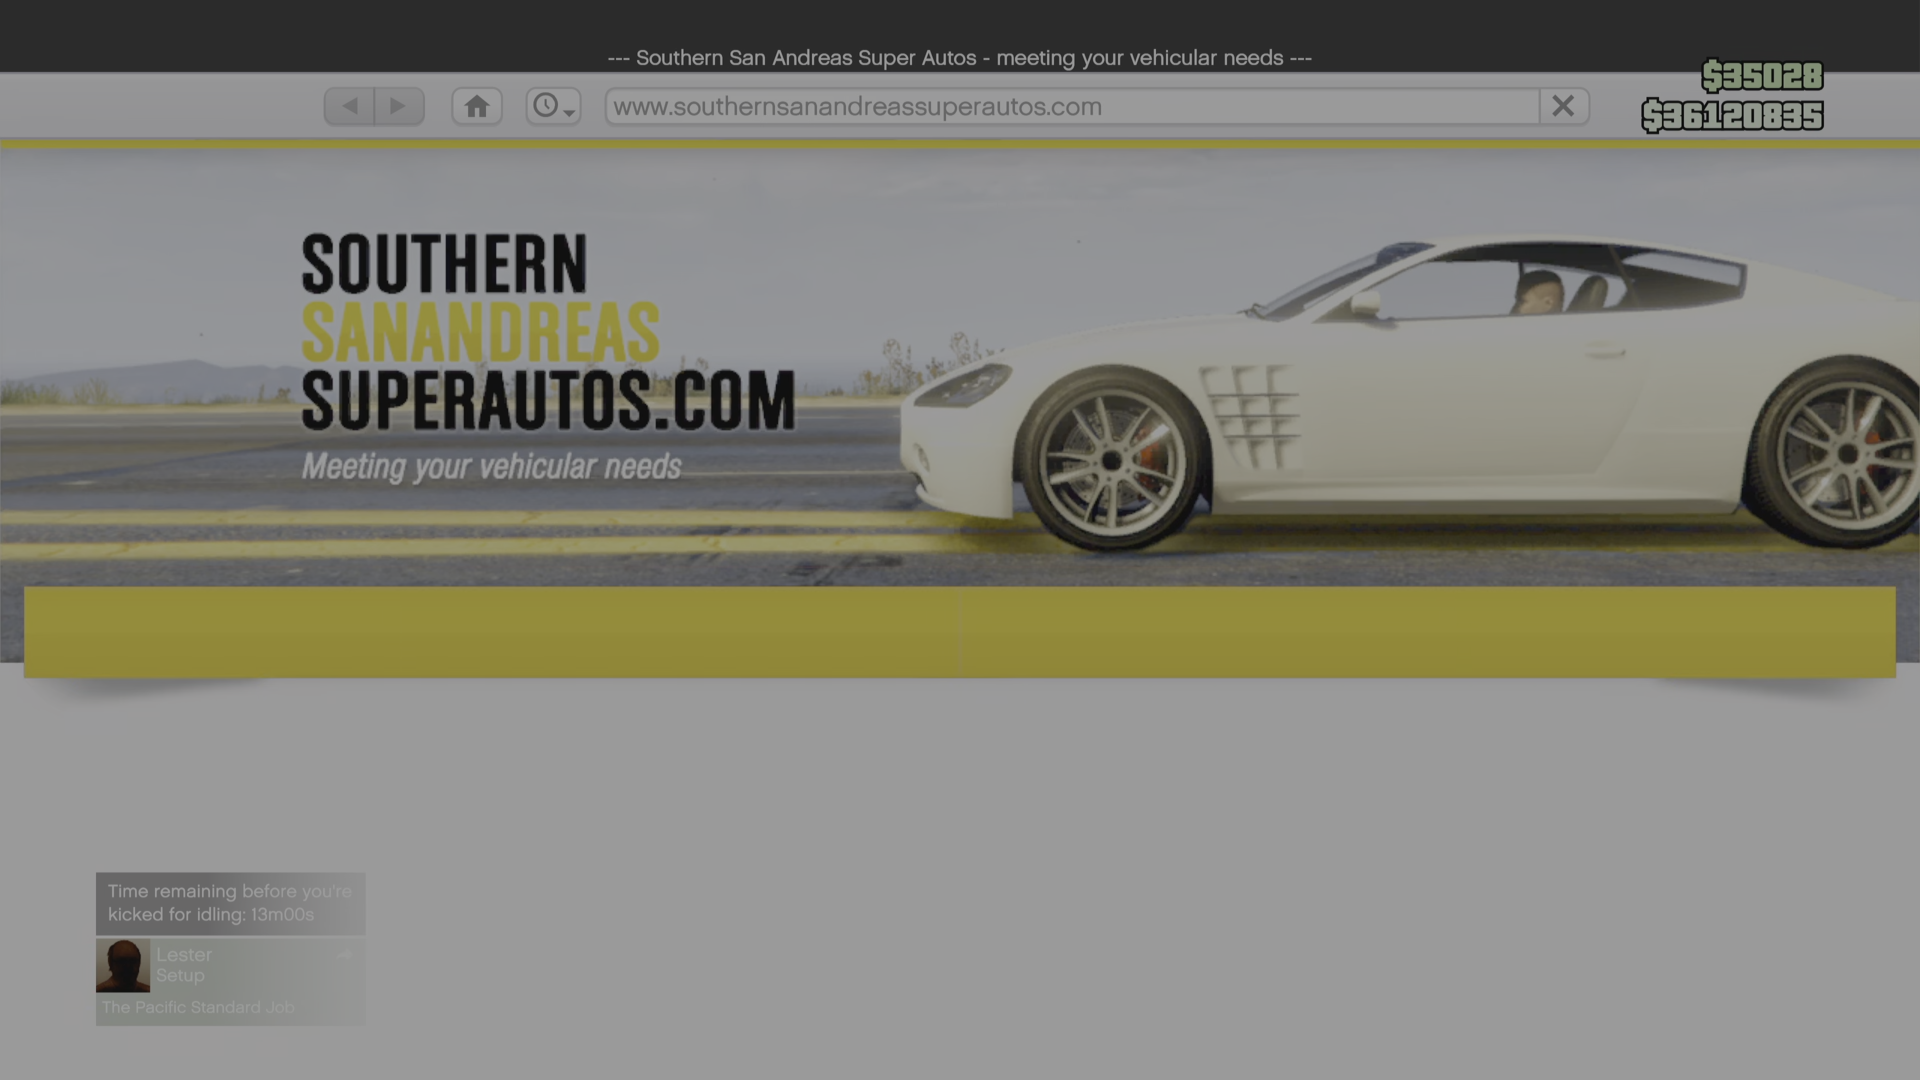 --- Southern San Andreas Super Autos - meeting your vehicular needs ---
$35028
www.southernsanandreassuperautos.com
$36120835
SOUTHERN
SANANDREAS
SUPERAUTOS.COM
Meeting your vehicular needs
Time remaining before you're
kicked for idling: 13m00s
Lester
Setup
The Pacific Standard Job